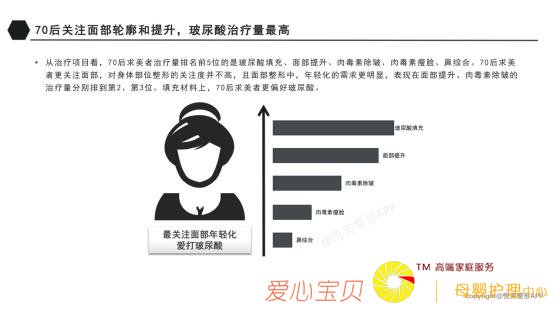 70后关注面部轮廓和提升，玻尿酸治疗量最高
• 从治疗项目看，70后求美者治疗量排名前5位的是玻尿酸填充、面部提升、肉毒素除皱、肉毒素瘦脸、鼻综合。70后求美
者更关注面部，对身体部位整形的关注度并不高，且面部整形中，年轻化的需求更明显，表现在面部提升、肉毒素除皱的
治疗量分别排到第2、第3位。填充材料上，70后求美者更偏好玻尿酸。
玻尿酸填充
面部提升
肉毒素除皱
肉毒素瘦脸
鼻综合
最关注面部年轻化
爱打玻尿酸
@悦美整形APP
爱心宝贝
TM 高端家庭服务
母婴护理中心
Copyright@悦美整形APP